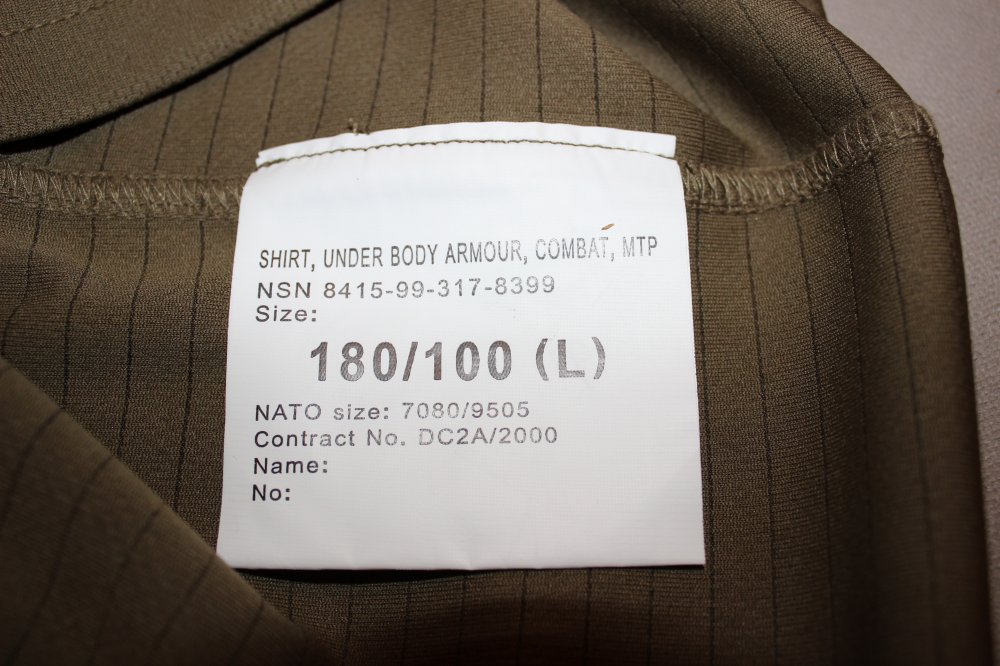 SHIRT, UNDER BODY ARMOUR, COMBAT, MTP
NSN 8415-99-317-8399
Size:
180/100 (L)
NATO size: 7080/9505
Contract No. DC2A/2000
Name:
No: